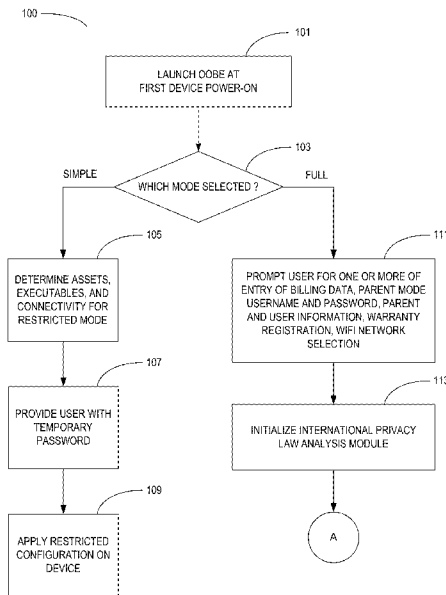 100
101
LAUNCH OOBE AT
FIRST DEVICE POWER-ON
103
SIMPLE
WHICH MODE SELECTED ?
FULL
105
DETERMINE ASSETS,
EXECUTABLES, AND
CONNECTIVITY FOR
RESTRICTED MODE
111
PROMPT USER FOR ONE OR MORE OF
ENTRY OF BILLING DATA, PARENT MODE
USERNAME AND PASSWORD, PARENT
AND USER INFORMATION, WARRANTY
REGISTRATION, WIFI NETWORK
SELECTION
107
PROVIDE USER WITH
TEMPORARY
PASSWORD
113
INITIALIZE INTERNATIONAL PRIVACY
LAW ANALYSIS MODULE
109
APPLY RESTRICTED
CONFIGURATION ON
DEVICE
A